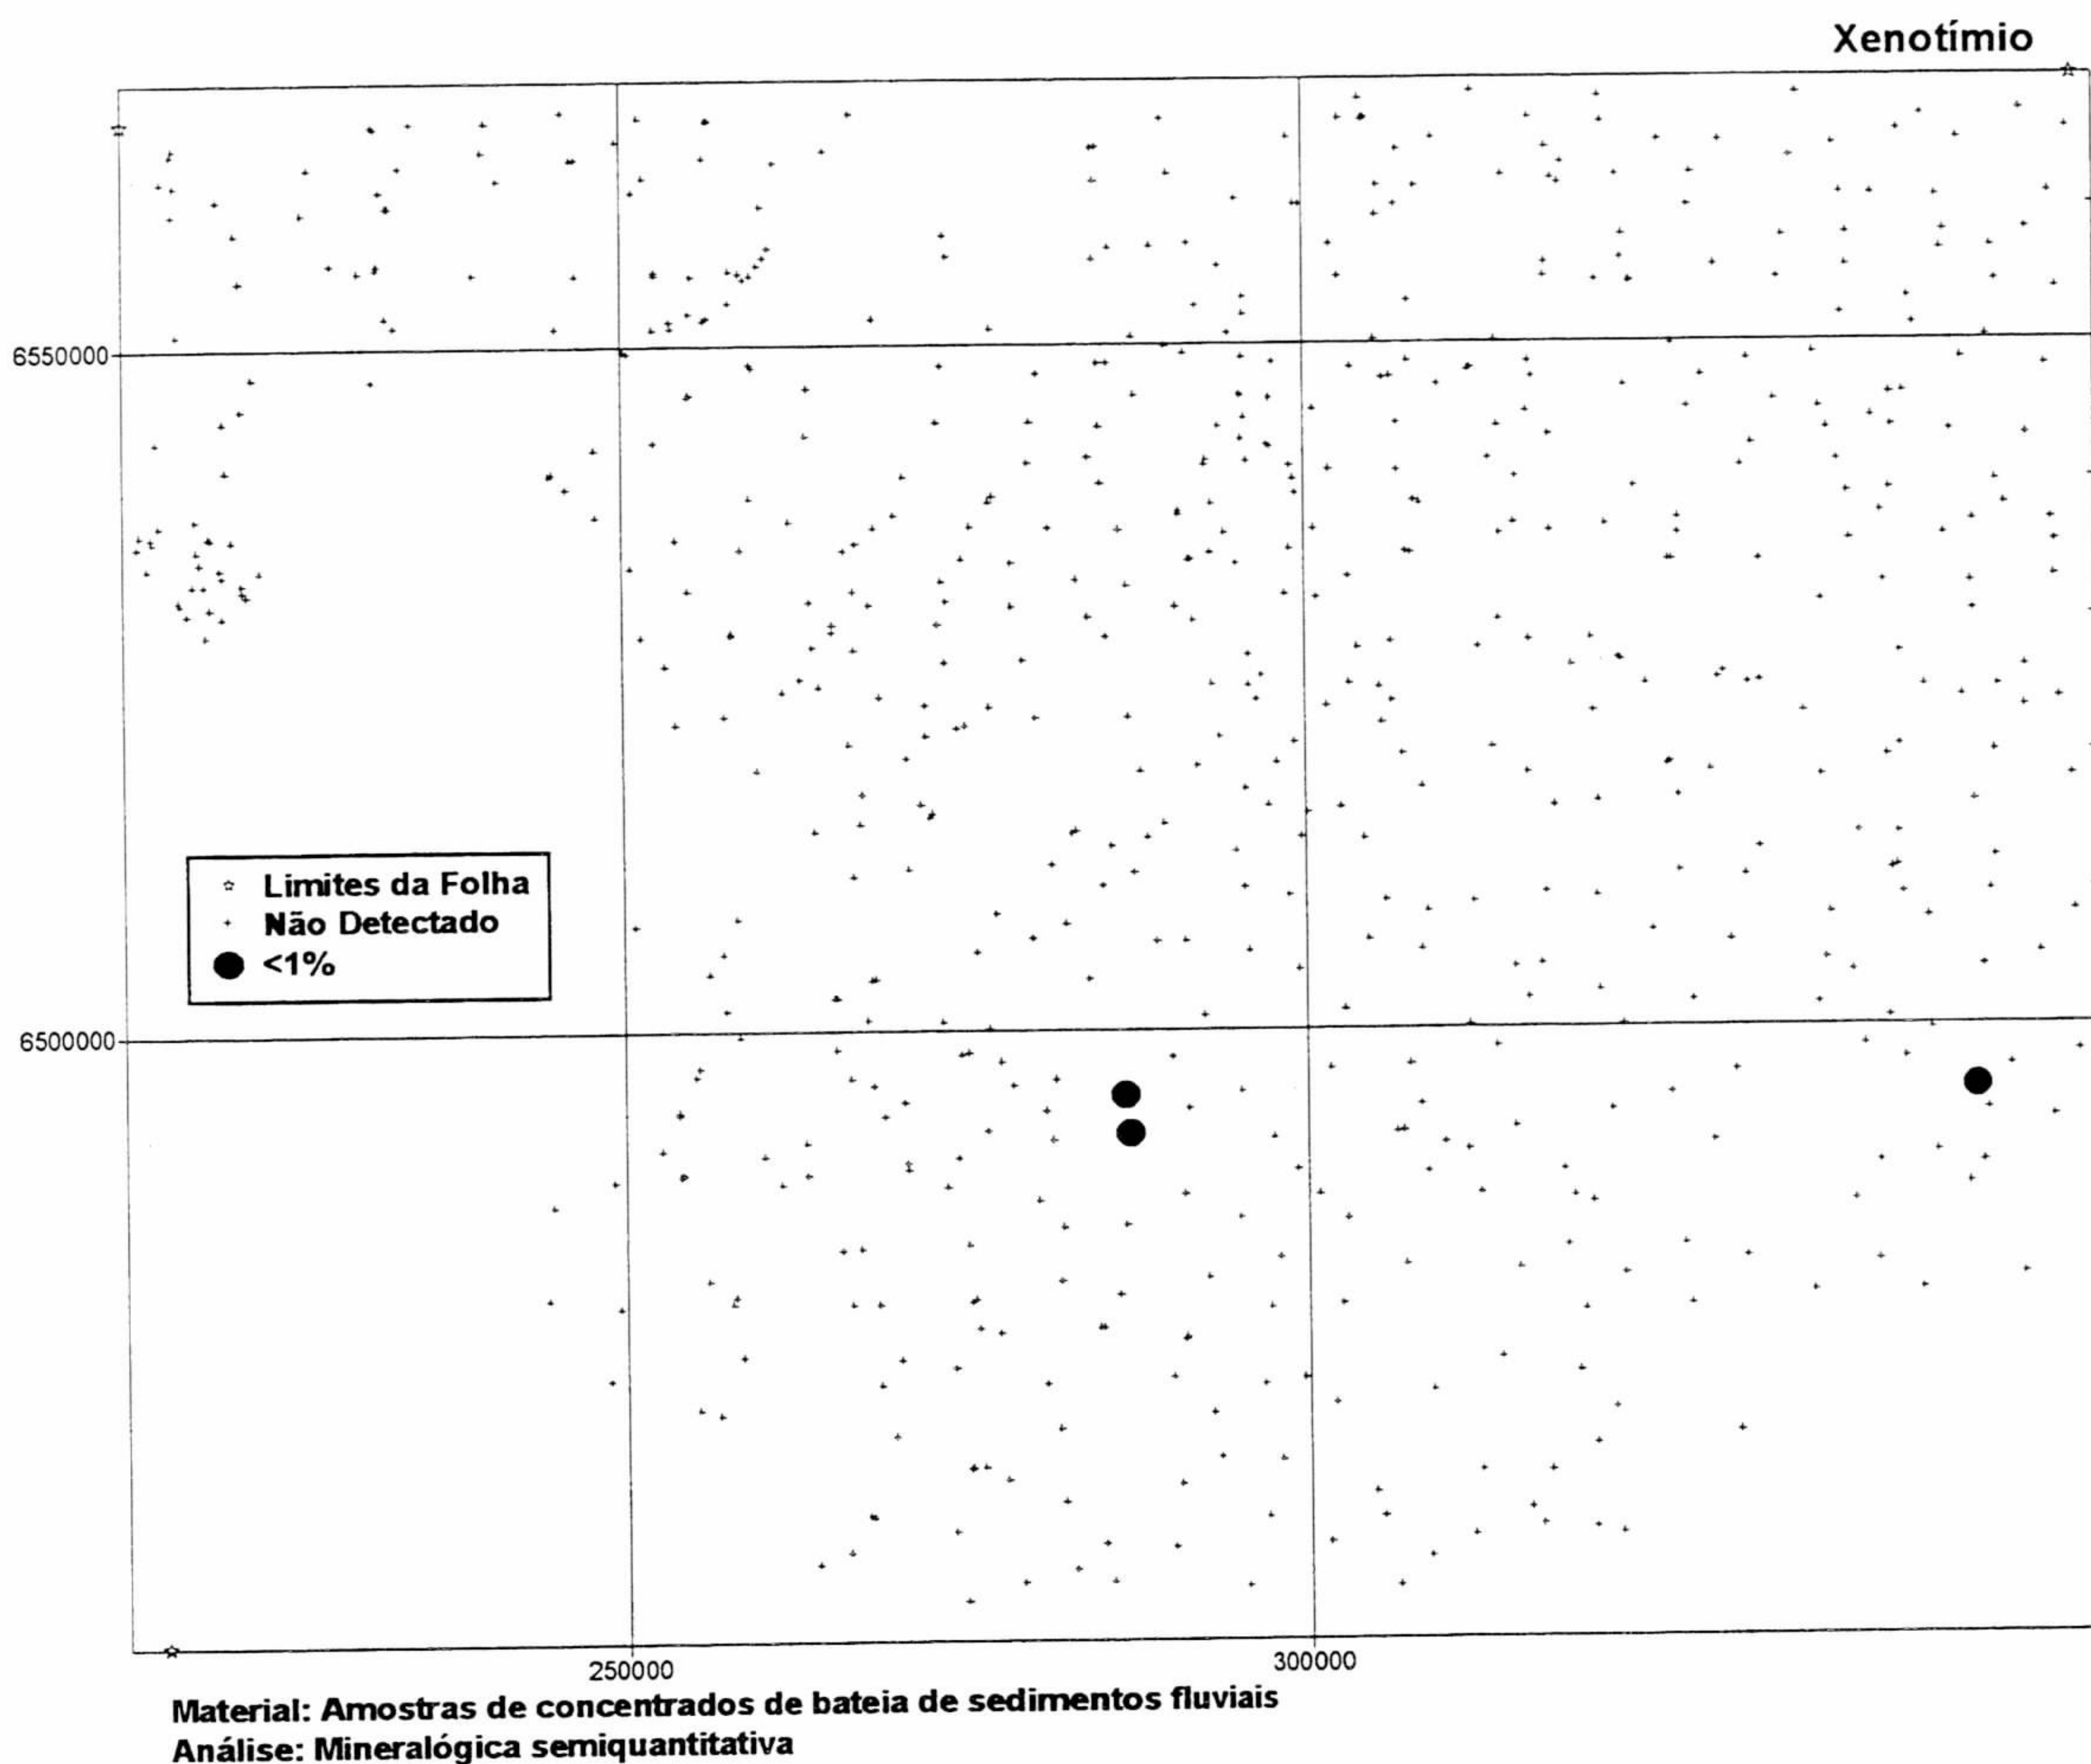 Xenotímio
6550000
Limites da Folha
Não Detectado
<1%
6500000
250000
300000
Material: Amostras de concentrados de bateia de sedimentos fluviais
Análise: Mineralógica semiquantitativa